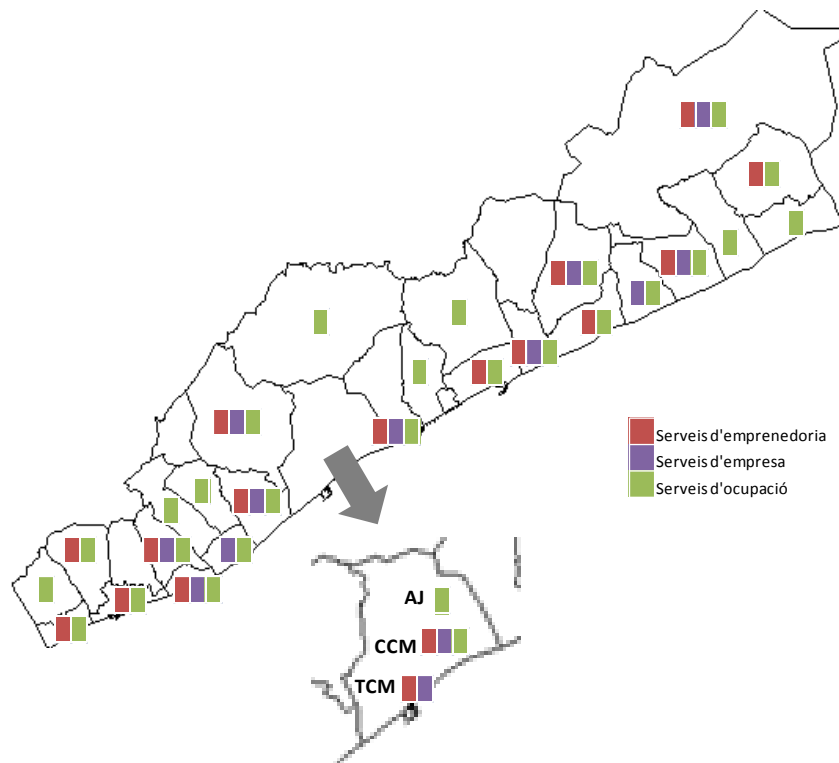 Serveis d'emprenedoria
Serveis d'empresa
Serveis d'ocupació
AJ
CCM
TCM